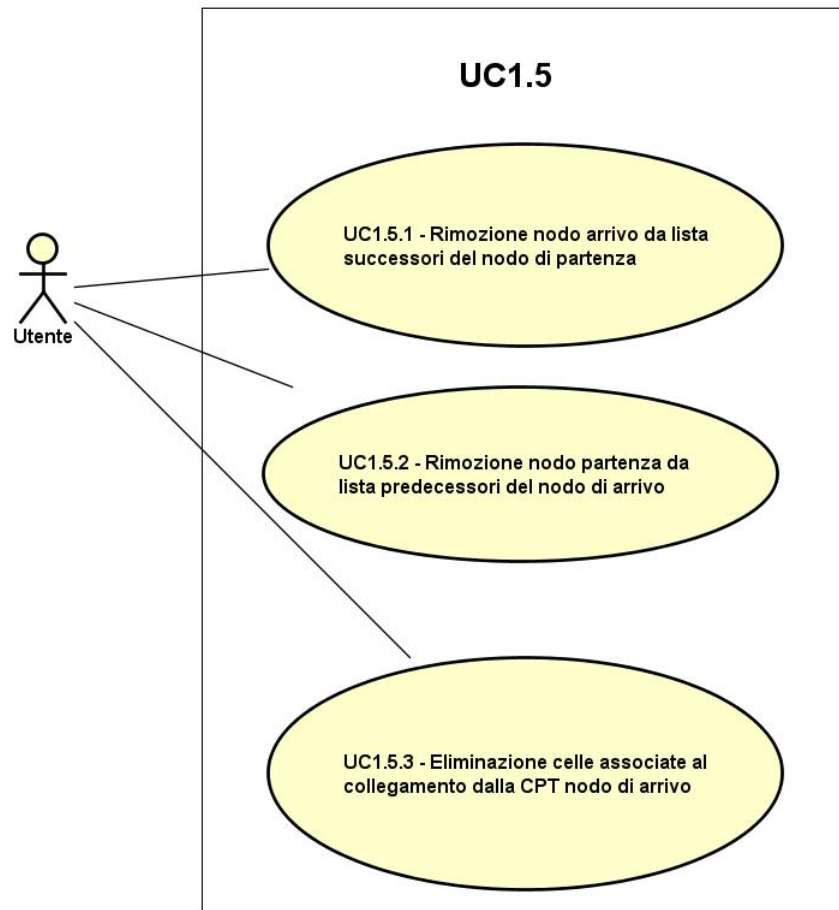 UC1.5
UC1.5.1 - Rimozione nodo arrivo da lista
successori del nodo di partenza
Utente
UC1.5.2 - Rimozione nodo partenza da
lista predecessori del nodo di arrivo
UC1.5.3 - Eliminazione celle associate al
collegamento dalla CPT nodo di arrivo